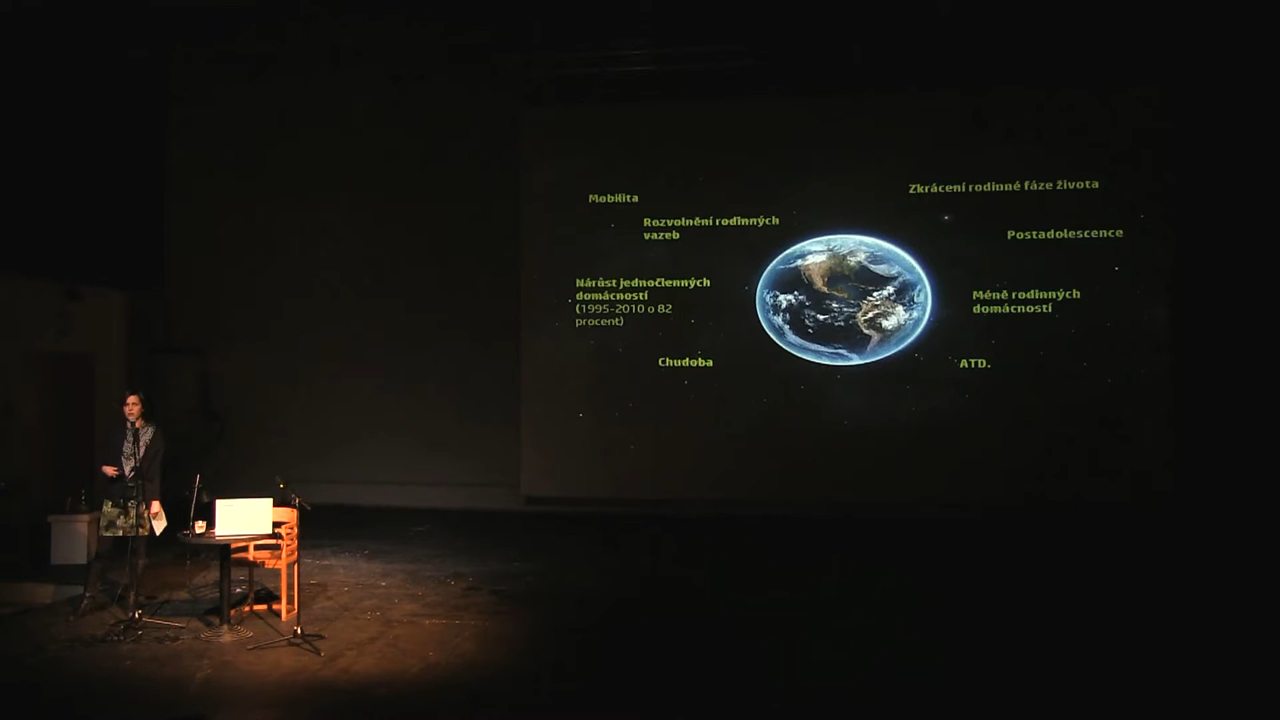 Mobilita
Rozvolnění rodinných
vazeb
Nárůst jednočlenných
domácností
(1995-2010 o 82
procent)
Chudoba
Zkrácení rodinné fáze života
Postadolescence
Méně rodinných
domácností
ATD.